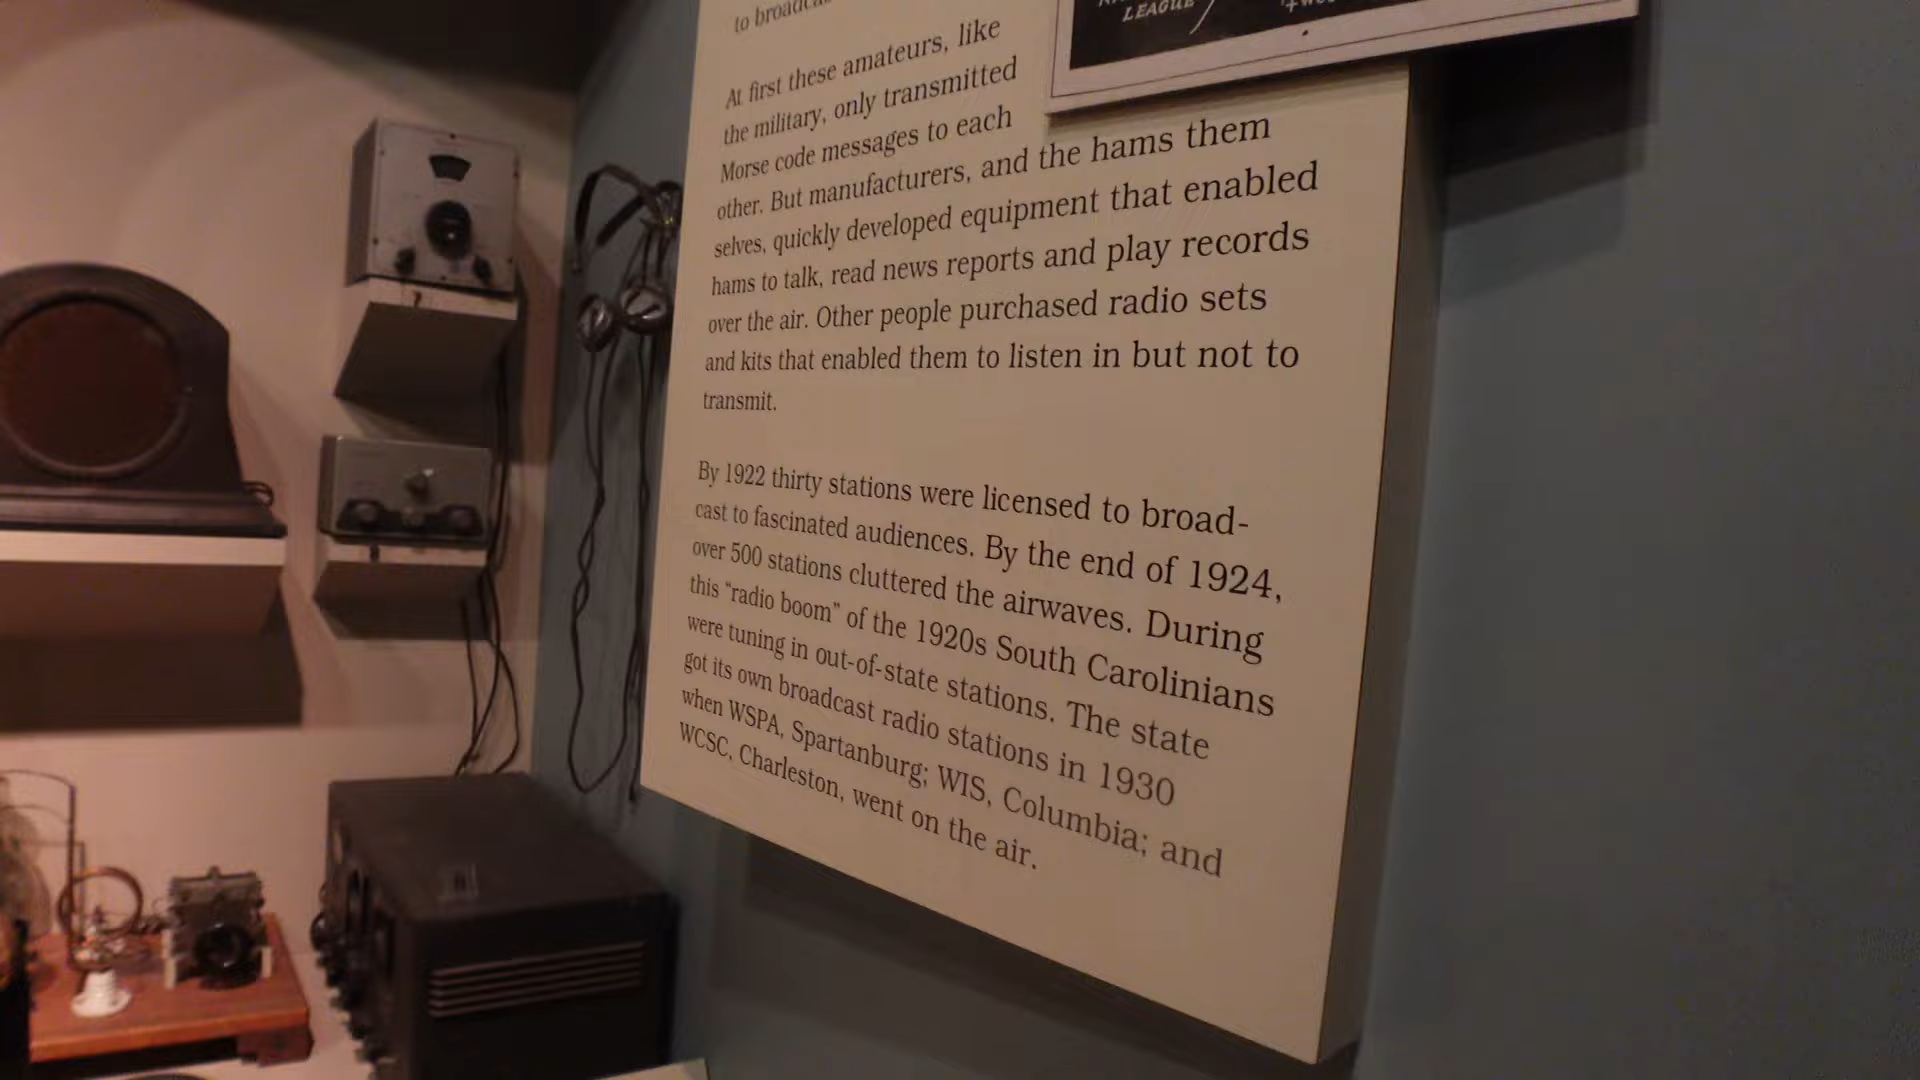 to broadcast
At first these amateurs, like
the military, only transmitted
Morse code messages to each
other. But manufacturers, and the hams them
selves, quickly developed equipment that enabled
hams to talk, read news reports and play records
over the air. Other people purchased radio sets
and kits that enabled them to listen in but not to
transmit.
By 1922 thirty stations were licensed to broad-
cast to fascinated audiences. By the end of 1924,
over 500 stations cluttered the airwaves. During
this "radio boom" of the 1920s South Carolinians
were tuning in out-of-state stations. The state
got its own broadcast radio stations in 1930
when WSPA, Spartanburg; WIS, Columbia; and
WCSC, Charleston, went on the air.
LEAGUE